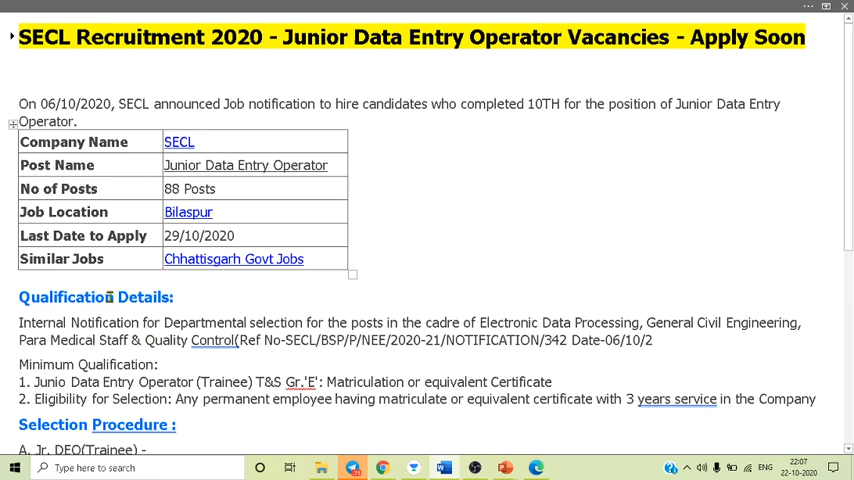 SECL Recruitment 2020 - Junior Data Entry Operator Vacancies - Apply Soon
On 06/10/2020, SECL announced Job notification to hire candidates who completed 10TH for the position of Junior Data Entry
Operator.
Company Name SECL
Post Name Junior Data Entry Operator
No of Posts 88 Posts
Job Location Bilaspur
Last Date to Apply 29/10/2020
Similar Jobs Chhattisgarh Govt Jobs
Qualification Details:
Internal Notification for Departmental selection for the posts in the cadre of Electronic Data Processing, General Civil Engineering,
Para Medical Staff & Quality Control(Ref No-SECL/BSP/P/NEE/2020-21/NOTIFICATION/342 Date-06/10/2
Minimum Qualification:
1. Junio Data Entry Operator (Trainee) T&S Gr.'E': Matriculation or equivalent Certificate
2. Eligibility for Selection: Any permanent employee having matriculate or equivalent certificate with 3 years service in the Company
Selection Procedure :
A. Jr. DEO(Trainee) -
Type here to search
ENG
22:07
22-10-2020